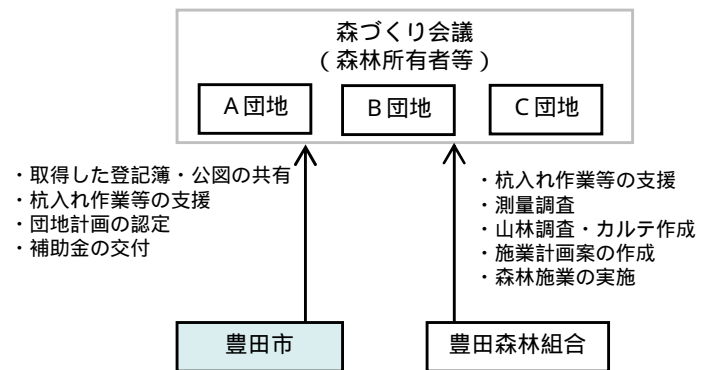 森づくり会議
（森林所有者等）
A団地
B団地
C団地
・取得した登記簿・公図の共有
・杭入れ作業等の支援
・団地計画の認定
・補助金の交付
・杭入れ作業等の支援
・測量調査
・山林調査・カルテ作成
・施業計画案の作成
・森林施業の実施
豊田市
豊田森林組合